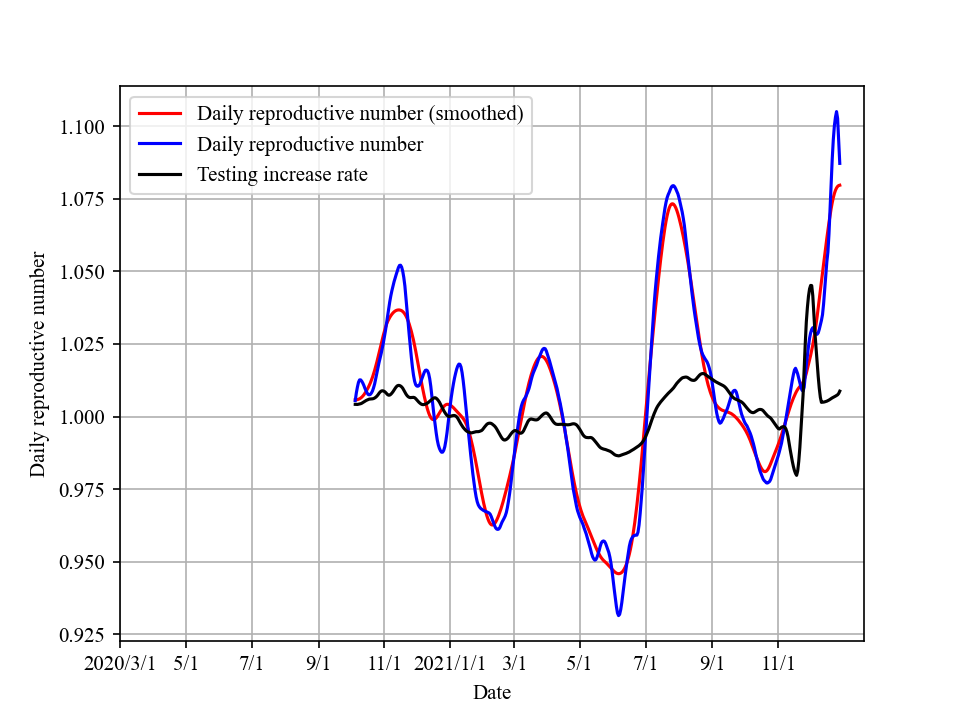 Daily reproductive number (smoothed)
Daily reproductive number
Testing increase rate
Daily reproductive number
1.100
1.075
1.050
1.025
1.000
0.975
0.950
0.925
2020/3/1 5/1 7/1 9/1 11/1 2021/1/1 3/1 5/1 7/1 9/1 11/1
Date